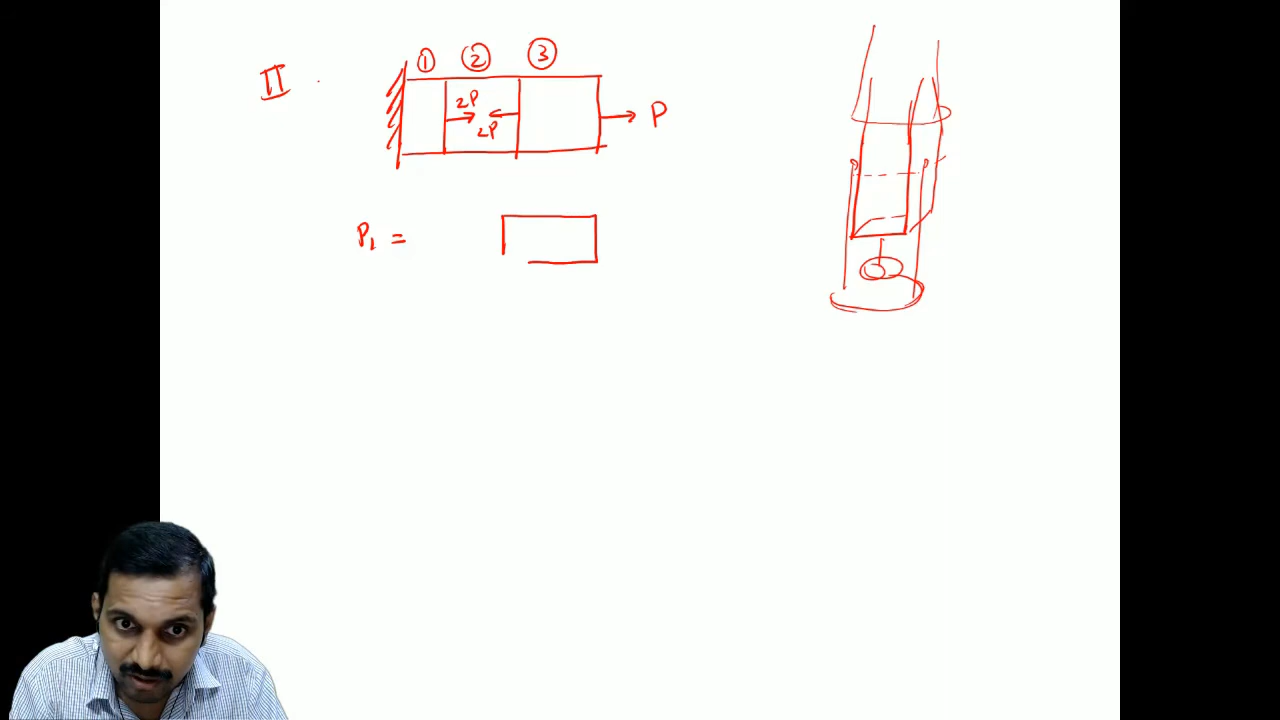 II
① ② ③
2P
2P
P
P₁ =